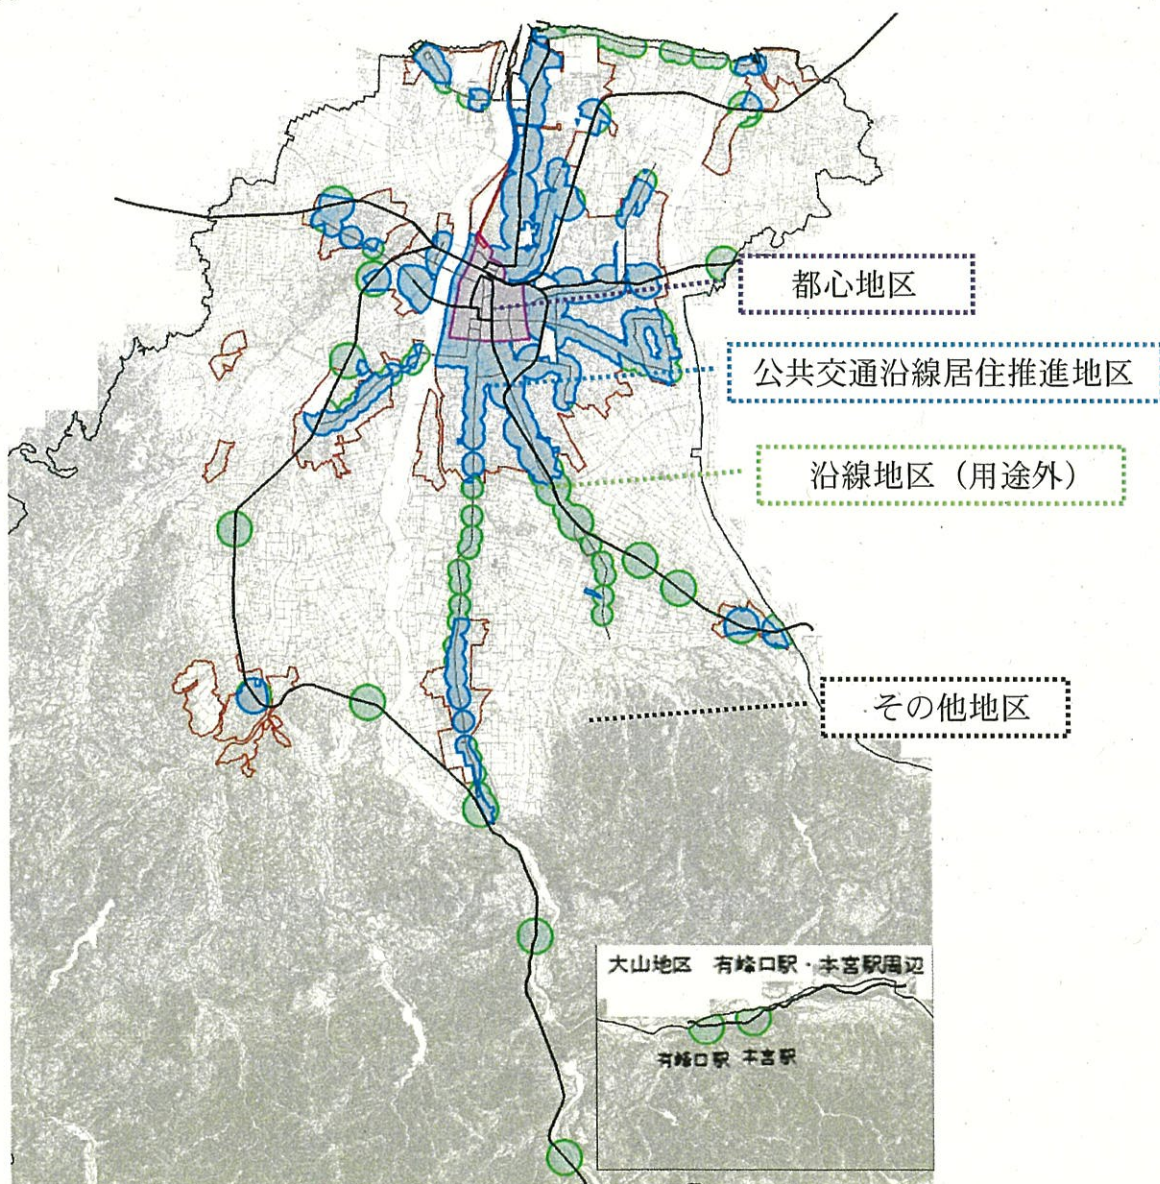 都心地区
公共交通沿線居住推進地区
沿線地区（用途外）
その他地区
大山地区　有峰口駅・本宮駅周辺
有峰口駅　本宮駅